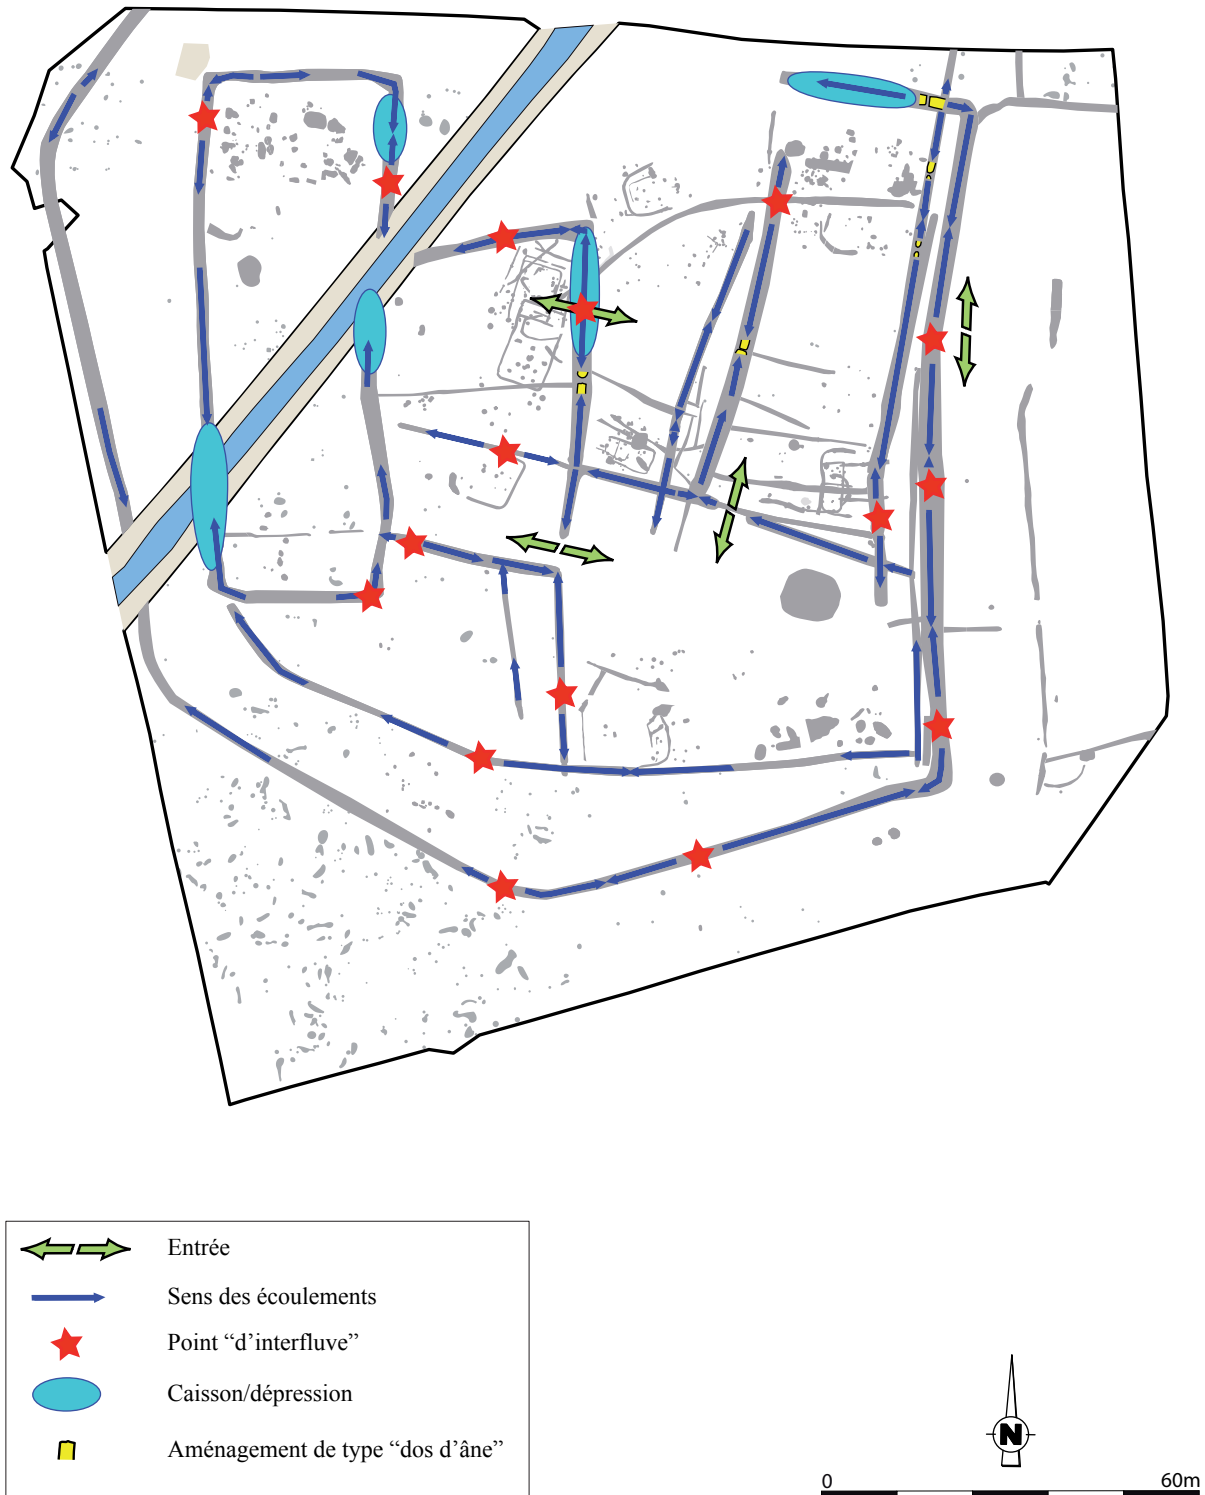 Entrée
Sens des écoulements
Point “d’interfluve”
Caisson/dépression
Aménagement de type “dos d’âne”
N
0 60m